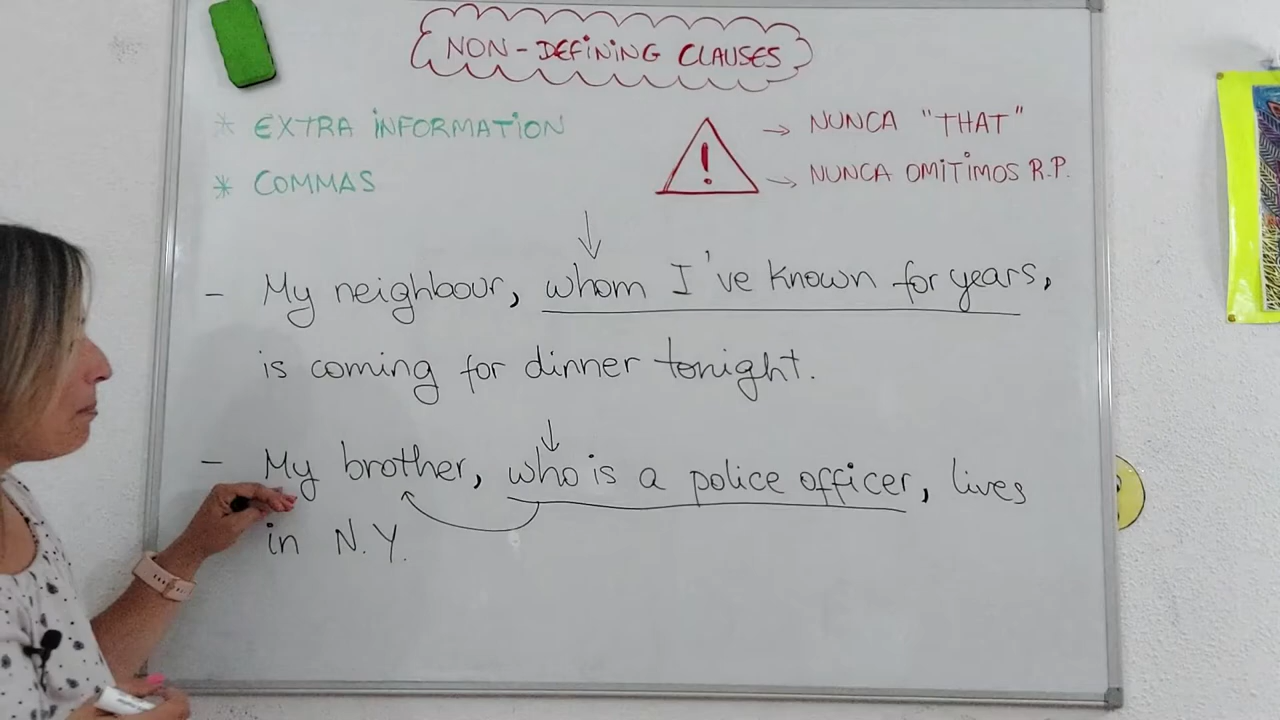 NON-DEFINING CLAUSES
* EXTRA INFORMATION
* COMMAS
! → NUNCA "THAT"
→ NUNCA OMITIMOS R.P.
- My neighbour, whom I've known for years,
is coming for dinner tonight.
- My brother, who is a police officer, lives
in N.Y.